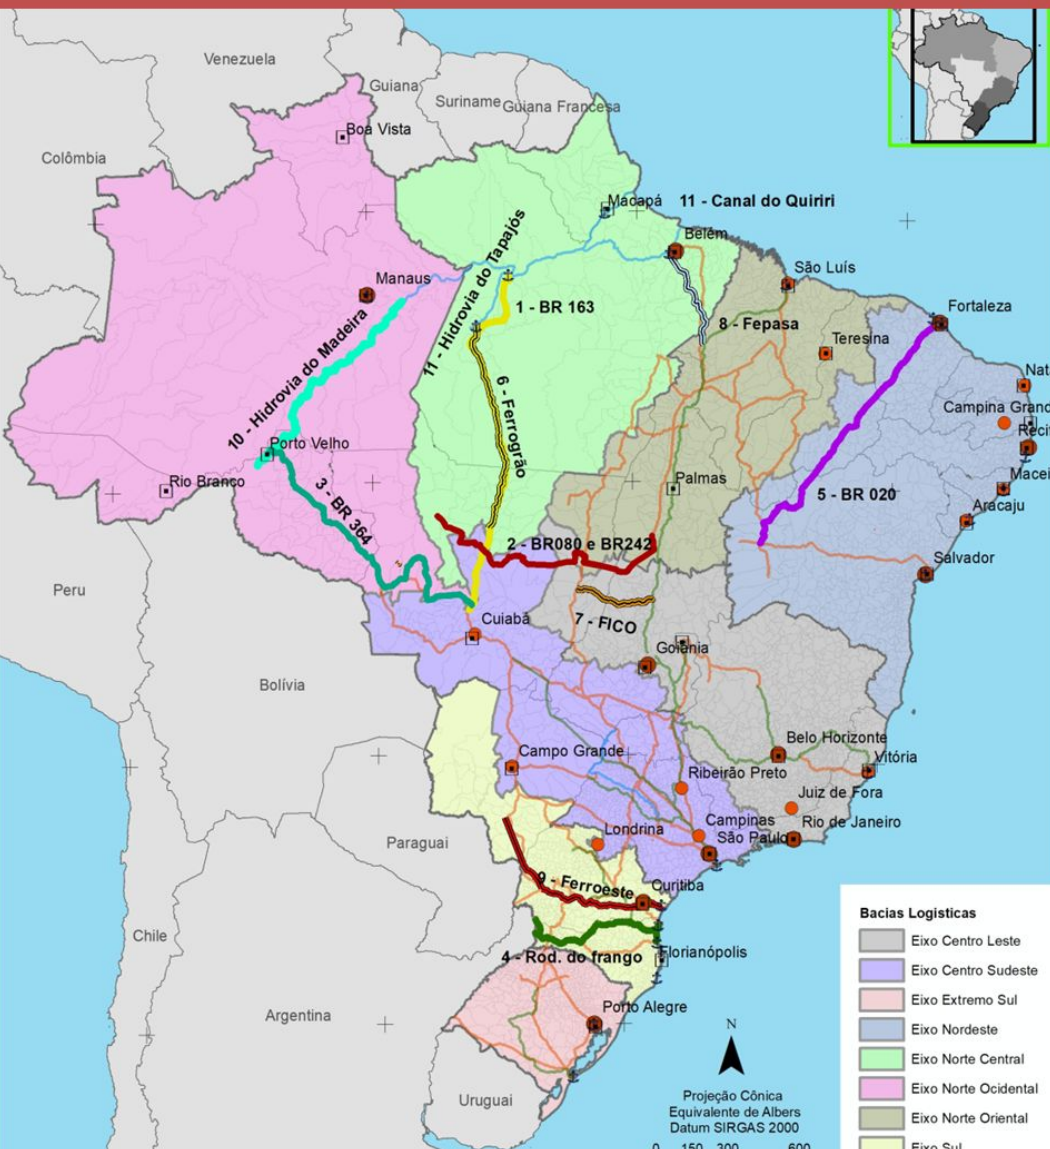 Venezuela
Guiana
Suriname
Guiana Francesa
Colômbia
Boa Vista
Macapá
11 - Canal do Quiriri
Belém
11 - Hidrovia do Tapajós
São Luís
Manaus
1 - BR 163
Fortaleza
8 - Fepasa
Teresina
10 - Hidrovia do Madeira
6 - Ferrogrão
Nat
Campina Grand
Reci
Porto Velho
Rio Branco
Palmas
Macei
5 - BR 020
Aracaju
3 - BR 364
2 - BR080 e BR242
Salvador
Peru
Cuiabá
7 - FICO
Goiânia
Bolívia
Belo Horizonte
Campo Grande
Vitória
Ribeirão Preto
Juiz de Fora
Campinas
Rio de Janeiro
Londrina
São Paulo
Paraguai
9 - Ferroeste
Curitiba
Chile
Florianópolis
4 - Rod. do frango
Argentina
Porto Alegre
Uruguai
N
Projeção Cônica
Equivalente de Albers
Datum SIRGAS 2000
0 150 300 600
Bacias Logisticas
Eixo Centro Leste
Eixo Centro Sudeste
Eixo Extremo Sul
Eixo Nordeste
Eixo Norte Central
Eixo Norte Ocidental
Eixo Norte Oriental
Eixo Sul